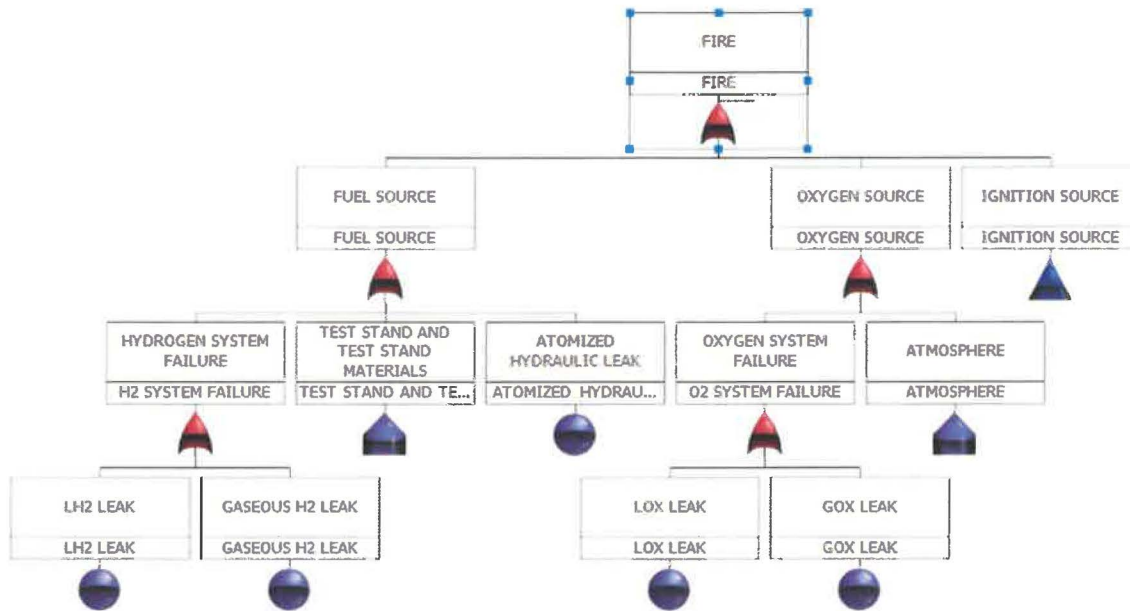 FIRE
FIRE
FUEL SOURCE
FUEL SOURCE
OXYGEN SOURCE
OXYGEN SOURCE
IGNITION SOURCE
IGNITION SOURCE
HYDROGEN SYSTEM
FAILURE
H2 SYSTEM FAILURE
TEST STAND AND
TEST STAND
MATERIALS
TEST STAND AND TE...
ATOMIZED
HYDRAULIC LEAK
ATOMIZED HYDRAU...
OXYGEN SYSTEM
FAILURE
O2 SYSTEM FAILURE
ATMOSPHERE
ATMOSPHERE
LH2 LEAK
LH2 LEAK
GASEOUS H2 LEAK
GASEOUS H2 LEAK
LOX LEAK
LOX LEAK
GOX LEAK
GOX LEAK